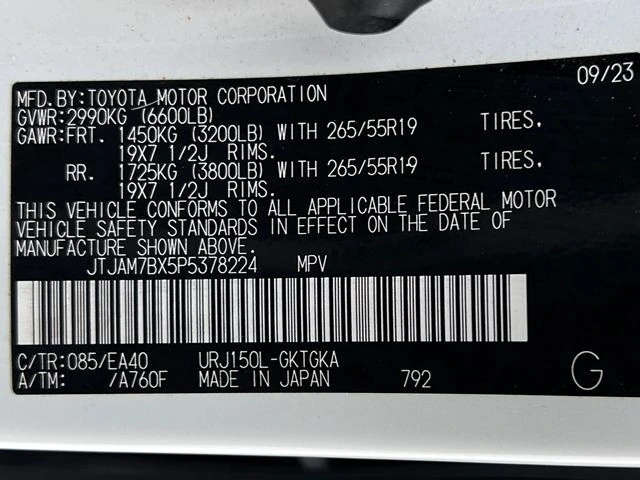 09/23
MFD.BY:TOYOTA MOTOR CORPORATION
GVWR:2990KG (6600LB)
GAWR:FRT. 1450KG (3200LB) WITH 265/55R19 TIRES,
19X7 1/2J RIMS.
RR. 1725KG (3800LB) WITH 265/55R19 TIRES,
19X7 1/2J RIMS.
THIS VEHICLE CONFORMS TO ALL APPLICABLE FEDERAL MOTOR
VEHICLE SAFETY STANDARDS IN EFFECT ON THE DATE OF
MANUFACTURE SHOWN ABOVE.
JTJAM7BX5P5378224 MPV
C/TR:085/EA40 URJ150L-GKTGKA
A/TM: /A760F MADE IN JAPAN 792 G